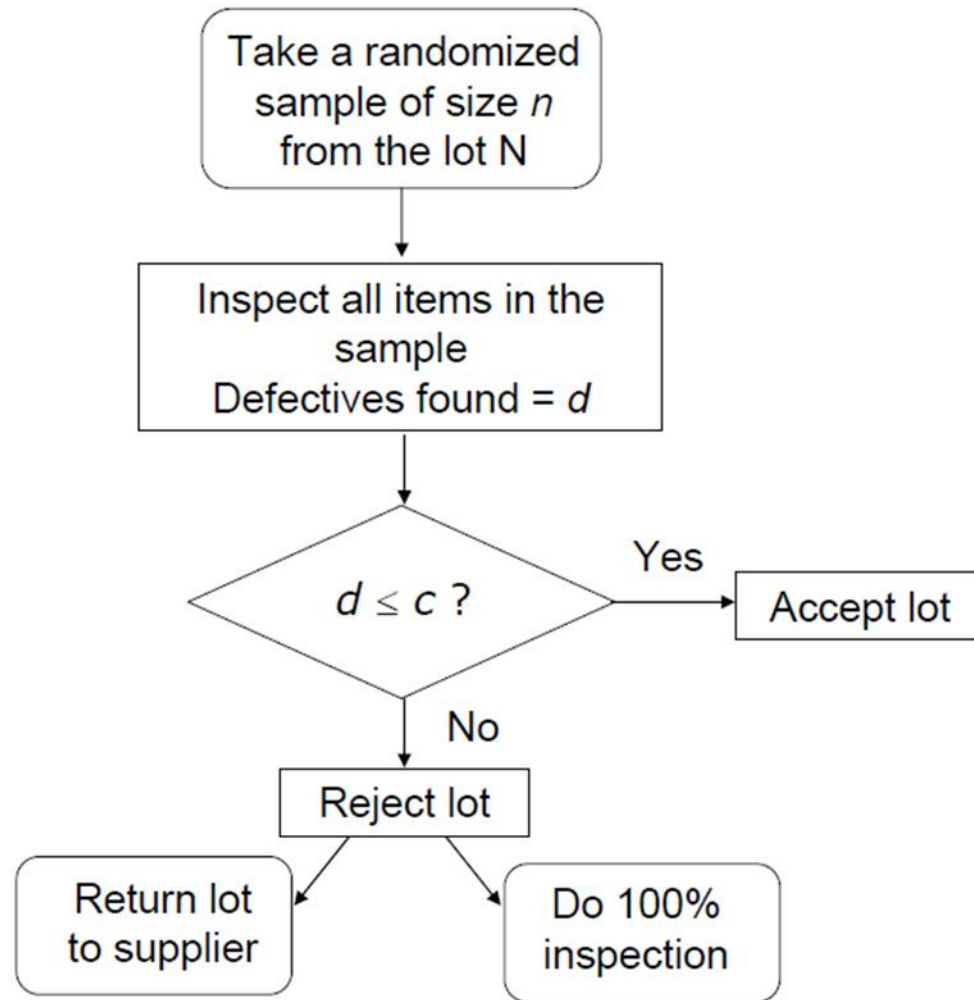 Take a randomized
sample of size n
from the lot N
Inspect all items in the
sample
Defectives found = d
d ≤ c ?
Yes
Accept lot
No
Reject lot
Return lot
to supplier
Do 100%
inspection